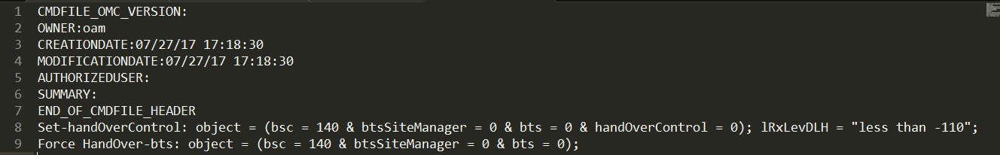 1 CMDFILE_OMC_VERSION:
2 OWNER:oam
3 CREATIONDATE:07/27/17 17:18:30
4 MODIFICATIONDATE:07/27/17 17:18:30
5 AUTHORIZEDUSER:
6 SUMMARY:
7 END_OF_CMDFILE_HEADER
8 Set-handOverControl: object = (bsc = 140 & btsSiteManager = 0 & bts = 0 & handOverControl = 0); lRxLevDLH = "less than -110";
9 Force HandOver-bts: object = (bsc = 140 & btsSiteManager = 0 & bts = 0);